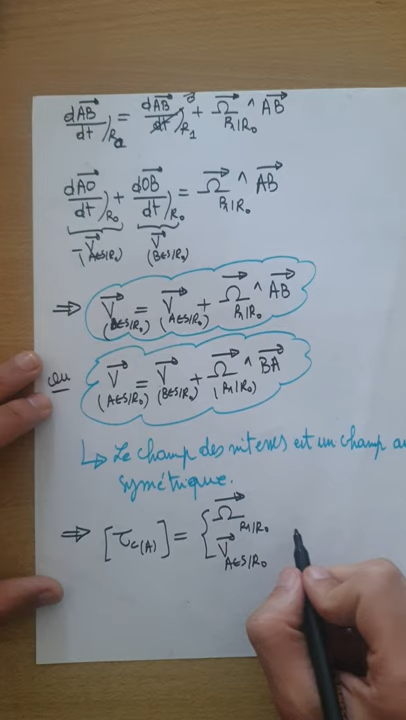 dAB/dt)R₀ = dAB/dt)R₁ + Ω R₁/R₀ ∧ AB
dAO/dt)R₀ + dOB/dt)R₀ = Ω R₁/R₀ ∧ AB
-V(A∈S/R₀) V(B∈S/R₀)
⇒ V(B∈S/R₀) = V(A∈S/R₀) + Ω R₁/R₀ ∧ AB
ou V(A∈S/R₀) = V(B∈S/R₀) + Ω(R₁/R₀) ∧ BA
↳ Le champ des vitesses est un champ
symétrique.
⇒ [τc(A)] = { Ω R₁/R₀
V A∈S/R₀